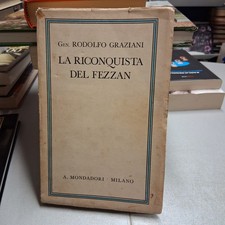 Gen. RODOLFO GRAZIANI
LA RICONQUISTA
DEL FEZZAN
A. MONDADORI - MILANO